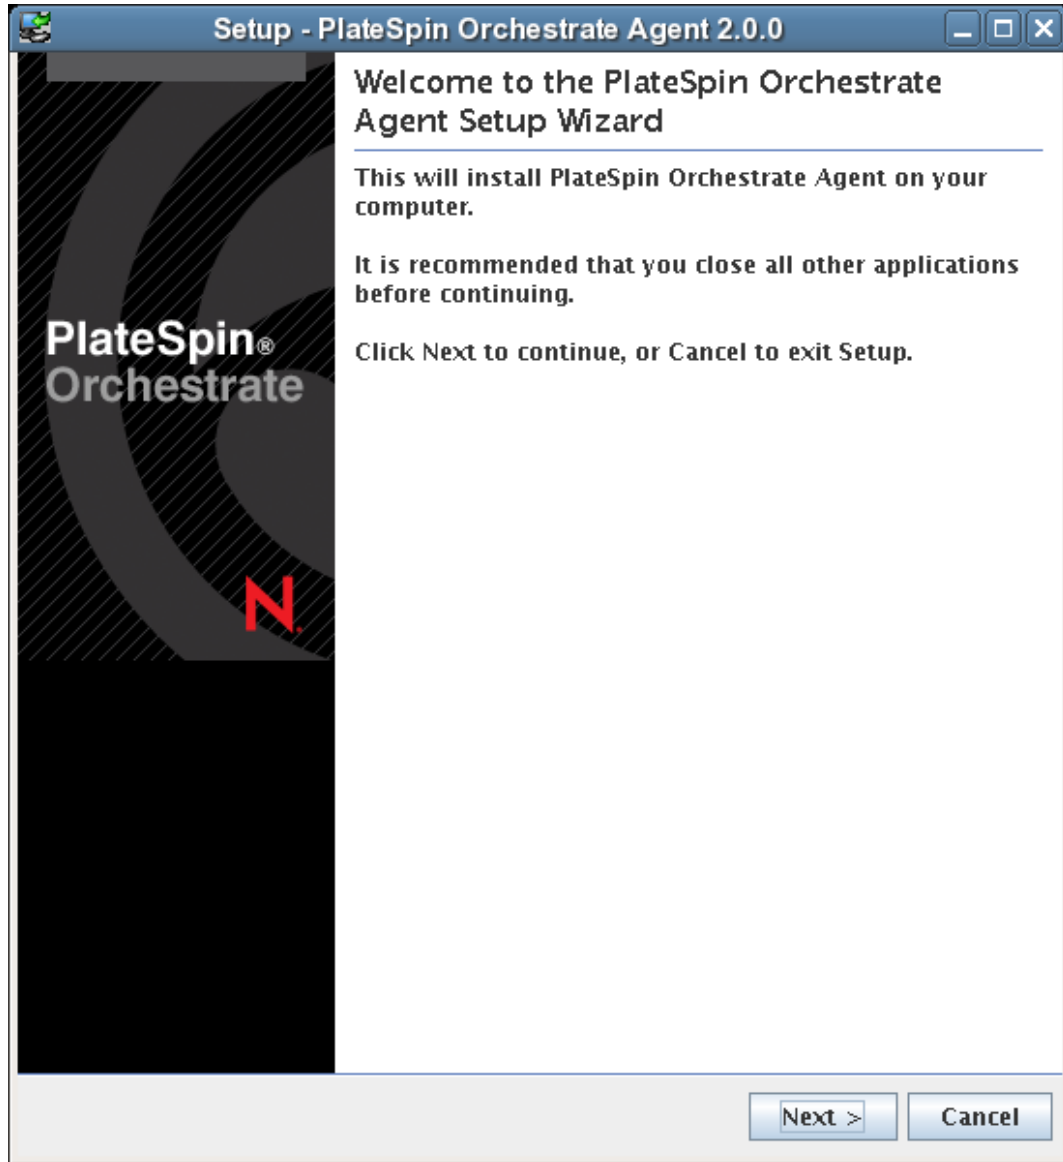 Setup - PlateSpin Orchestrate Agent 2.0.0
Welcome to the PlateSpin Orchestrate
Agent Setup Wizard
This will install PlateSpin Orchestrate Agent on your
computer.
It is recommended that you close all other applications
before continuing.
Click Next to continue, or Cancel to exit Setup.
PlateSpin®
Orchestrate
N.
Next >
Cancel